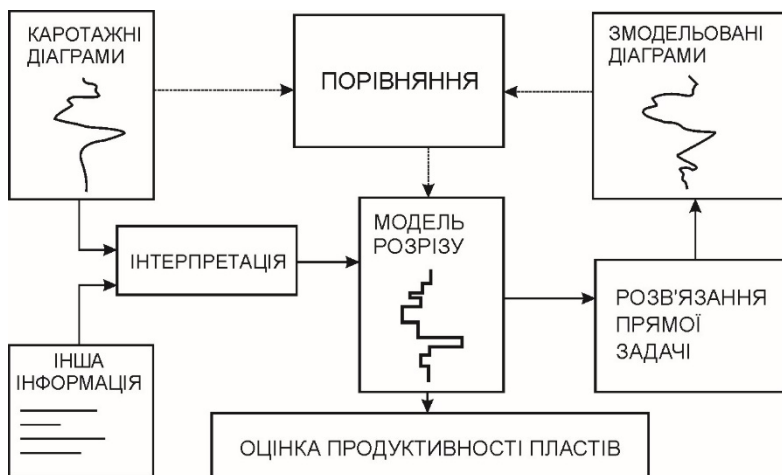 КАРОТАЖНІ
ДІАГРАМИ
ПОРІВНЯННЯ
ЗМОДЕЛЬОВАНІ
ДІАГРАМИ
ІНТЕРПРЕТАЦІЯ
МОДЕЛЬ
РОЗРІЗУ
РОЗВ'ЯЗАННЯ
ПРЯМОЇ
ЗАДАЧІ
ІНША
ІНФОРМАЦІЯ
ОЦІНКА ПРОДУКТИВНОСТІ ПЛАСТІВ